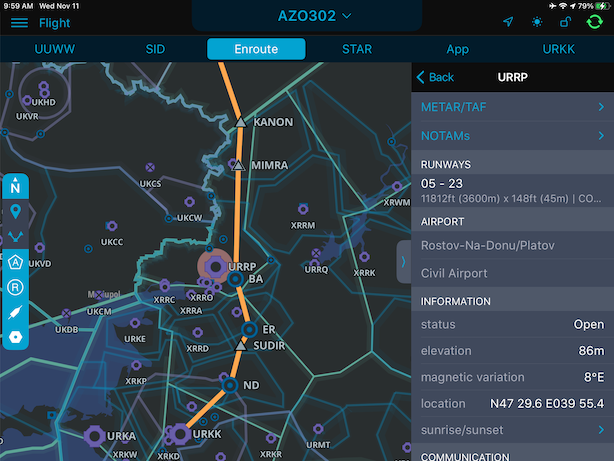 9:59 AM Wed Nov 11
79%
Flight
AZO302
UUWW SID Enroute STAR App URKK
Back URRP
METAR/TAF
NOTAMs
RUNWAYS
05 - 23
11812ft (3600m) x 148ft (45m) | CO...
AIRPORT
Rostov-Na-Donu/Platov
Civil Airport
INFORMATION
status Open
elevation 86m
magnetic variation 8°E
location N47 29.6 E039 55.4
sunrise/sunset
COMMUNICATION
N
A
R
UKHD
UKVR
KANON
MIMRA
UKCS
UKCW
XRWM
XRRM
UKCC
UKVD
URRP
URRQ
XRRK
BA
XRRC
XRRO
XRRA
Mariupol
UKCM
UKDB
URKE
ER
XRRD
SUDIR
XRKP
ND
URKA
URKK
XRKW
XRKD
XRKR
URMT